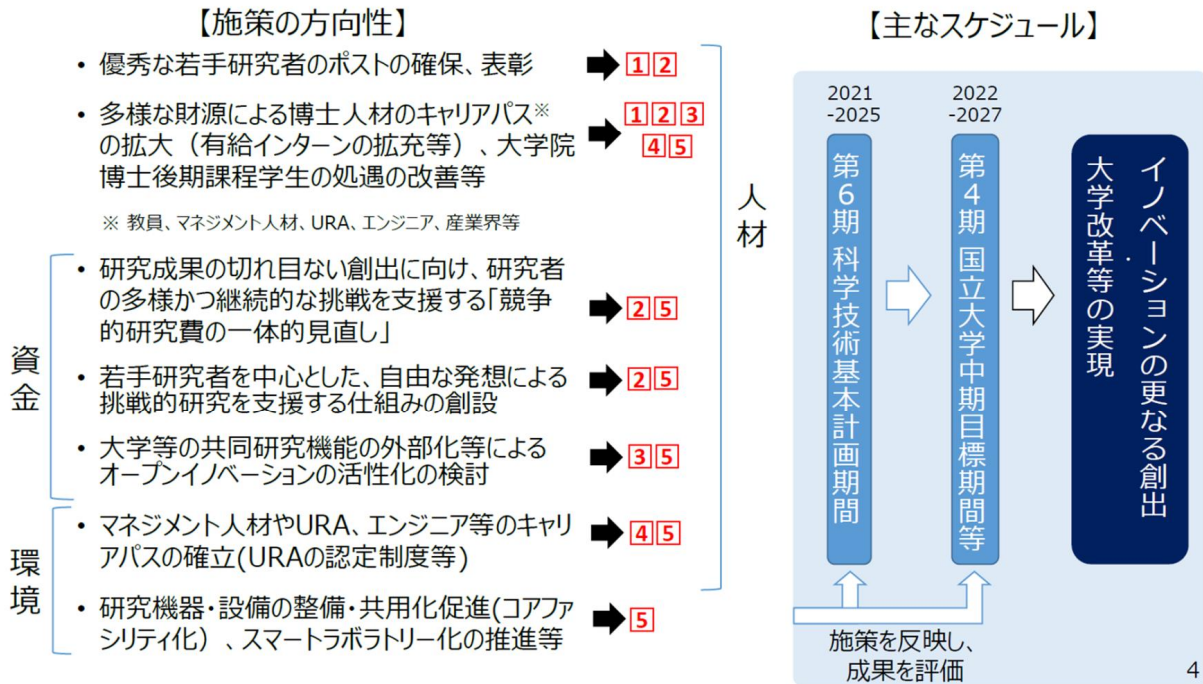 【施策の方向性】
• 優秀な若手研究者のポストの確保、表彰
➡ 1 2
• 多様な財源による博士人材のキャリアパス※
の拡大（有給インターンの拡充等）、大学院
博士後期課程学生の処遇の改善等
➡ 1 2 3
4 5
※ 教員、マネジメント人材、URA、エンジニア、産業界等
資金
• 研究成果の切れ目ない創出に向け、研究者
の多様かつ継続的な挑戦を支援する「競争
的研究費の一体的見直し」
➡ 2 5
• 若手研究者を中心とした、自由な発想による
挑戦的研究を支援する仕組みの創設
➡ 2 5
• 大学等の共同研究機能の外部化等による
オープンイノベーションの活性化の検討
➡ 3 5
環境
• マネジメント人材やURA、エンジニア等のキャリ
アパスの確立(URAの認定制度等)
➡ 4 5
• 研究機器・設備の整備・共用化促進(コアファ
シリティ化）、スマートラボラトリー化の推進等
➡ 5
人材
【主なスケジュール】
2021
-2025
第6期 科学技術基本計画期間
2022
-2027
第4期 国立大学中期目標期間等
イノベーションの更なる創出
大学改革等の実現
施策を反映し、
成果を評価
4